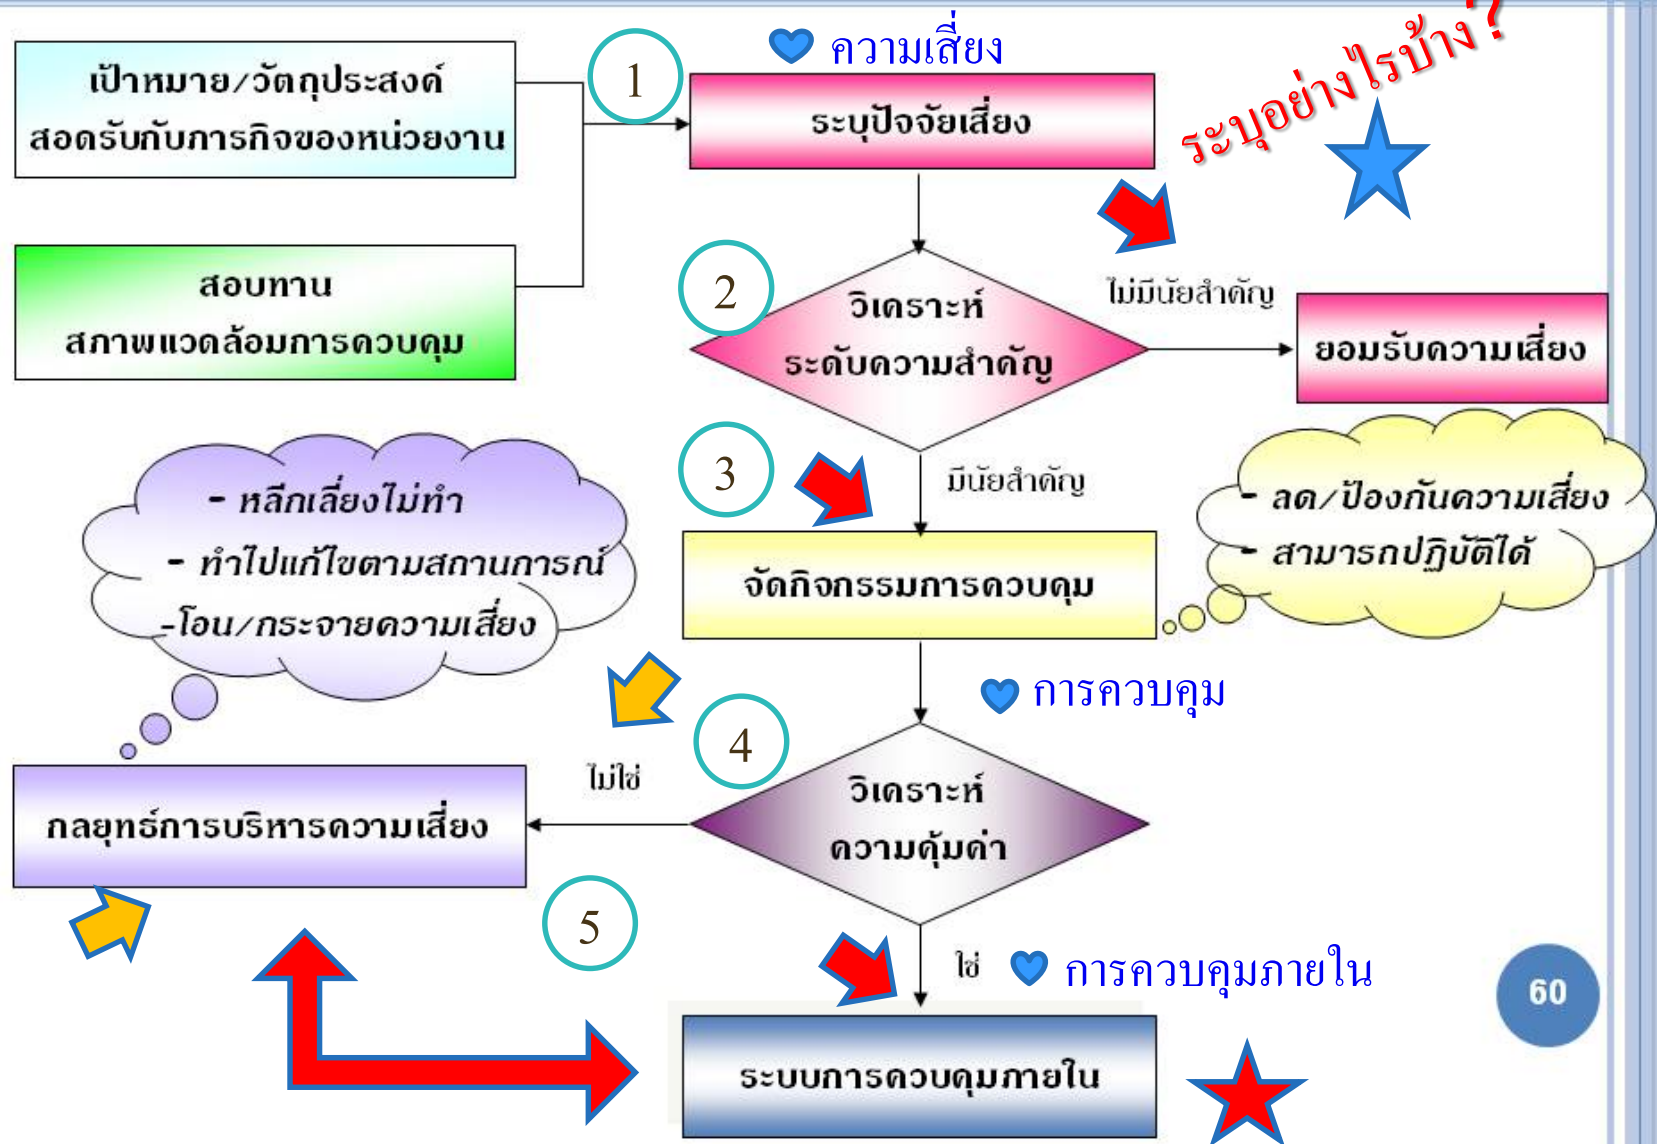 1
ความเสี่ยง
ระบุอย่างไรบ้าง?
เป้าหมาย/วัตถุประสงค์
สอดรับกับภารกิจของหน่วยงาน
ระบุปัจจัยเสี่ยง
สอบทาน
สภาพแวดล้อมการควบคุม
2
วิเคราะห์
ระดับความสำคัญ
ไม่มีนัยสำคัญ
ยอมรับความเสี่ยง
3
มีนัยสำคัญ
- หลีกเลี่ยงไม่ทำ
- ทำไปแก้ไขตามสถานการณ์
-โอน/กระจายความเสี่ยง
จัดกิจกรรมการควบคุม
- ลด/ป้องกันความเสี่ยง
- สามารถปฏิบัติได้
การควบคุม
4
วิเคราะห์
ความคุ้มค่า
ไม่ใช่
กลยุทธ์การบริหารความเสี่ยง
5
ใช่
การควบคุมภายใน
ระบบการควบคุมภายใน
60